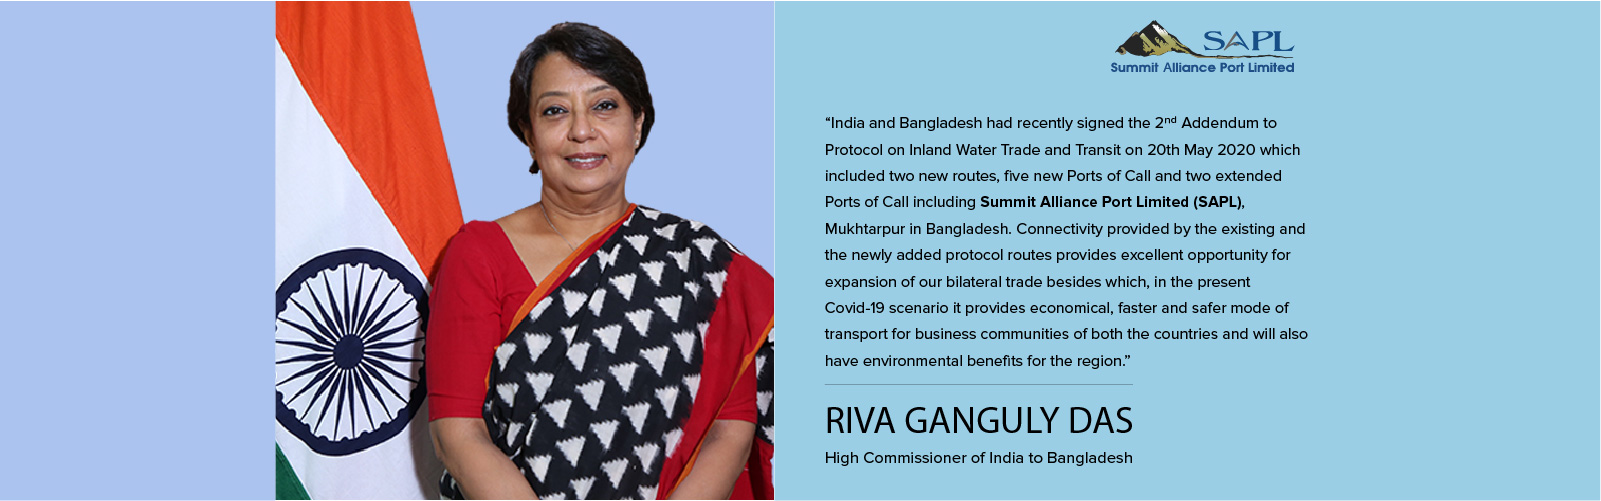 SAPL
Summit Alliance Port Limited
“India and Bangladesh had recently signed the 2nd Addendum to
Protocol on Inland Water Trade and Transit on 20th May 2020 which
included two new routes, five new Ports of Call and two extended
Ports of Call including Summit Alliance Port Limited (SAPL),
Mukhtarpur in Bangladesh. Connectivity provided by the existing and
the newly added protocol routes provides excellent opportunity for
expansion of our bilateral trade besides which, in the present
Covid-19 scenario it provides economical, faster and safer mode of
transport for business communities of both the countries and will also
have environmental benefits for the region.”
RIVA GANGULY DAS
High Commissioner of India to Bangladesh